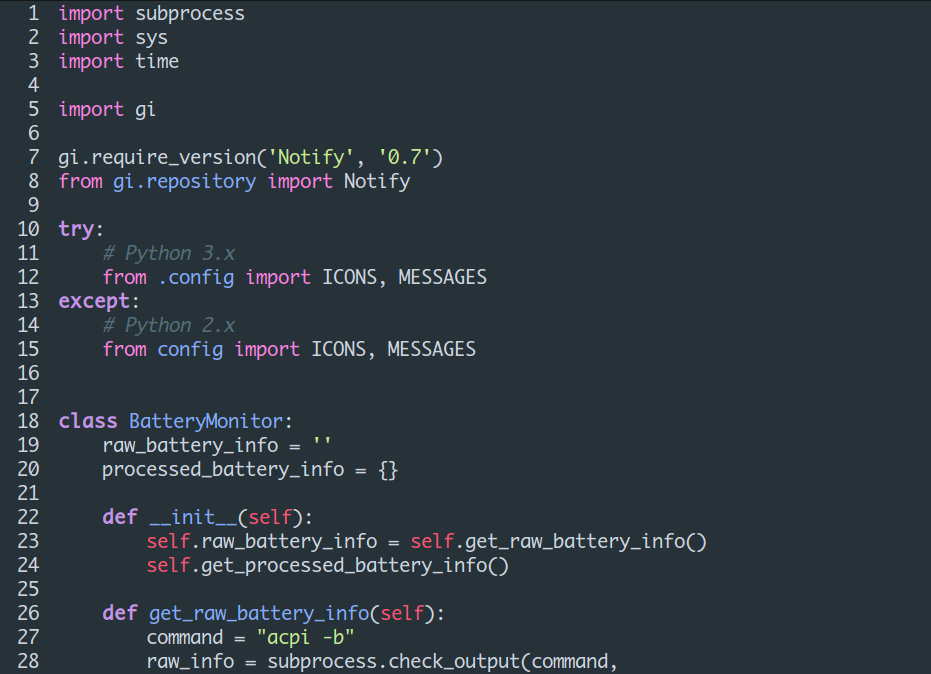 1 import subprocess
2 import sys
3 import time
4
5 import gi
6
7 gi.require_version('Notify', '0.7')
8 from gi.repository import Notify
9
10 try:
11     # Python 3.x
12     from .config import ICONS, MESSAGES
13 except:
14     # Python 2.x
15     from config import ICONS, MESSAGES
16
17
18 class BatteryMonitor:
19     raw_battery_info = ''
20     processed_battery_info = {}
21
22     def __init__(self):
23         self.raw_battery_info = self.get_raw_battery_info()
24         self.get_processed_battery_info()
25
26     def get_raw_battery_info(self):
27         command = "acpi -b"
28         raw_info = subprocess.check_output(command,